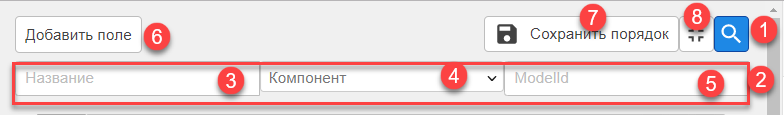 Добавить поле 6 7 Сохранить порядок 8 1
Название 3 Компонент 4 ModelId 5 2